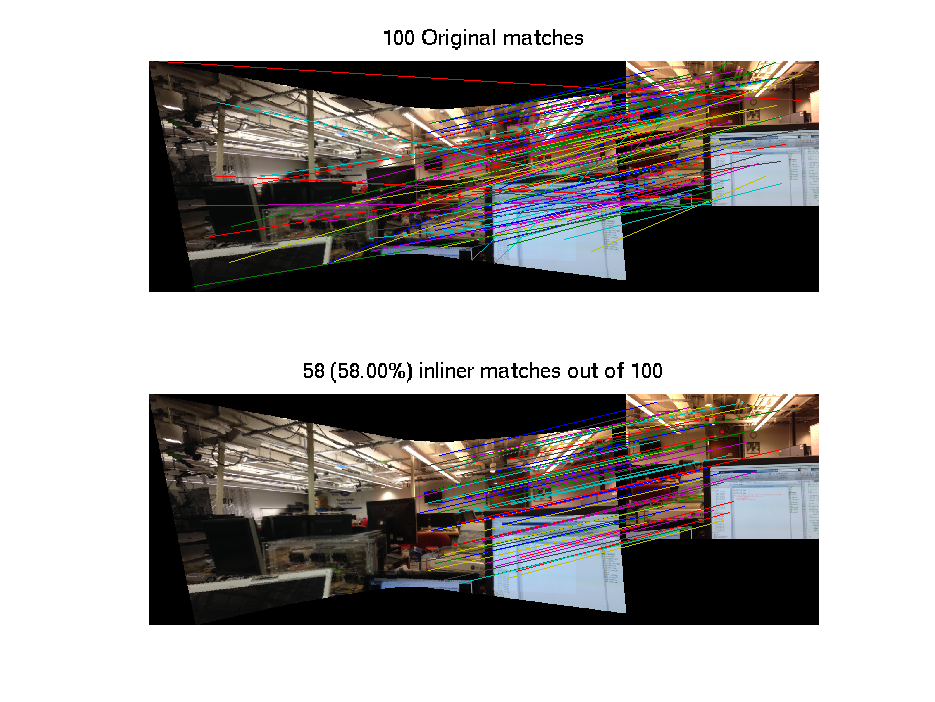 100 Original matches
58 (58.00%) inliner matches out of 100